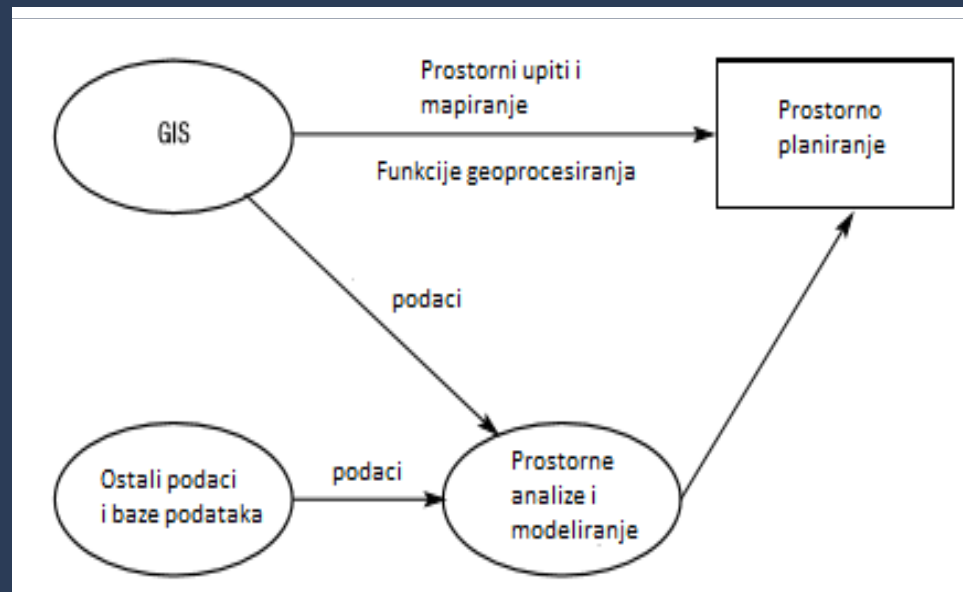 GIS
Prostorni upiti i
mapiranje
Funkcije geoprocesiranja
Prostorno
planiranje
podaci
Ostali podaci
i baze podataka
podaci
Prostorne
analize i
modeliranje